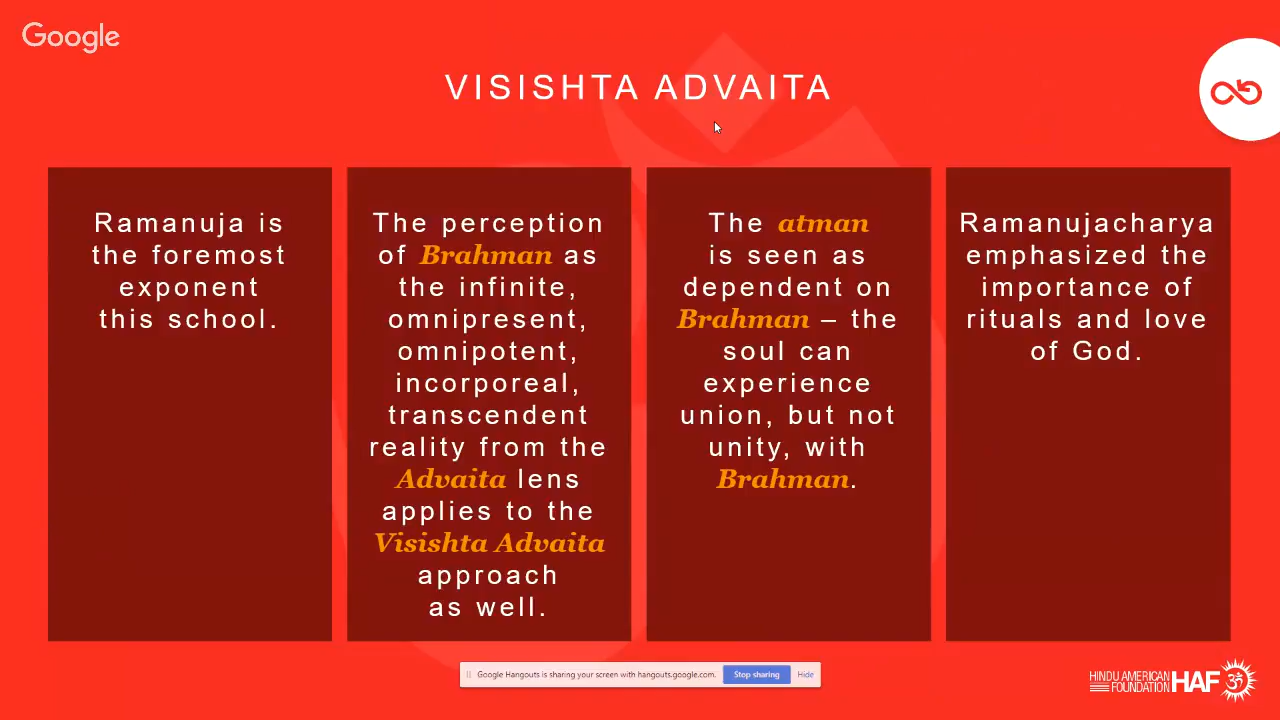 Google
VISISHTA ADVAITA
Ramanuja is
the foremost
exponent
this school.
The perception
of Brahman as
the infinite,
omnipresent,
omnipotent,
incorporeal,
transcendent
reality from the
Advaita lens
applies to the
Visishta Advaita
approach
as well.
The atman
is seen as
dependent on
Brahman – the
soul can
experience
union, but not
unity, with
Brahman.
Ramanujacharya
emphasized the
importance of
rituals and love
of God.
Google Hangouts is sharing your screen with hangouts.google.com. Stop sharing Hide
HINDU AMERICAN
FOUNDATION HAF ॐ